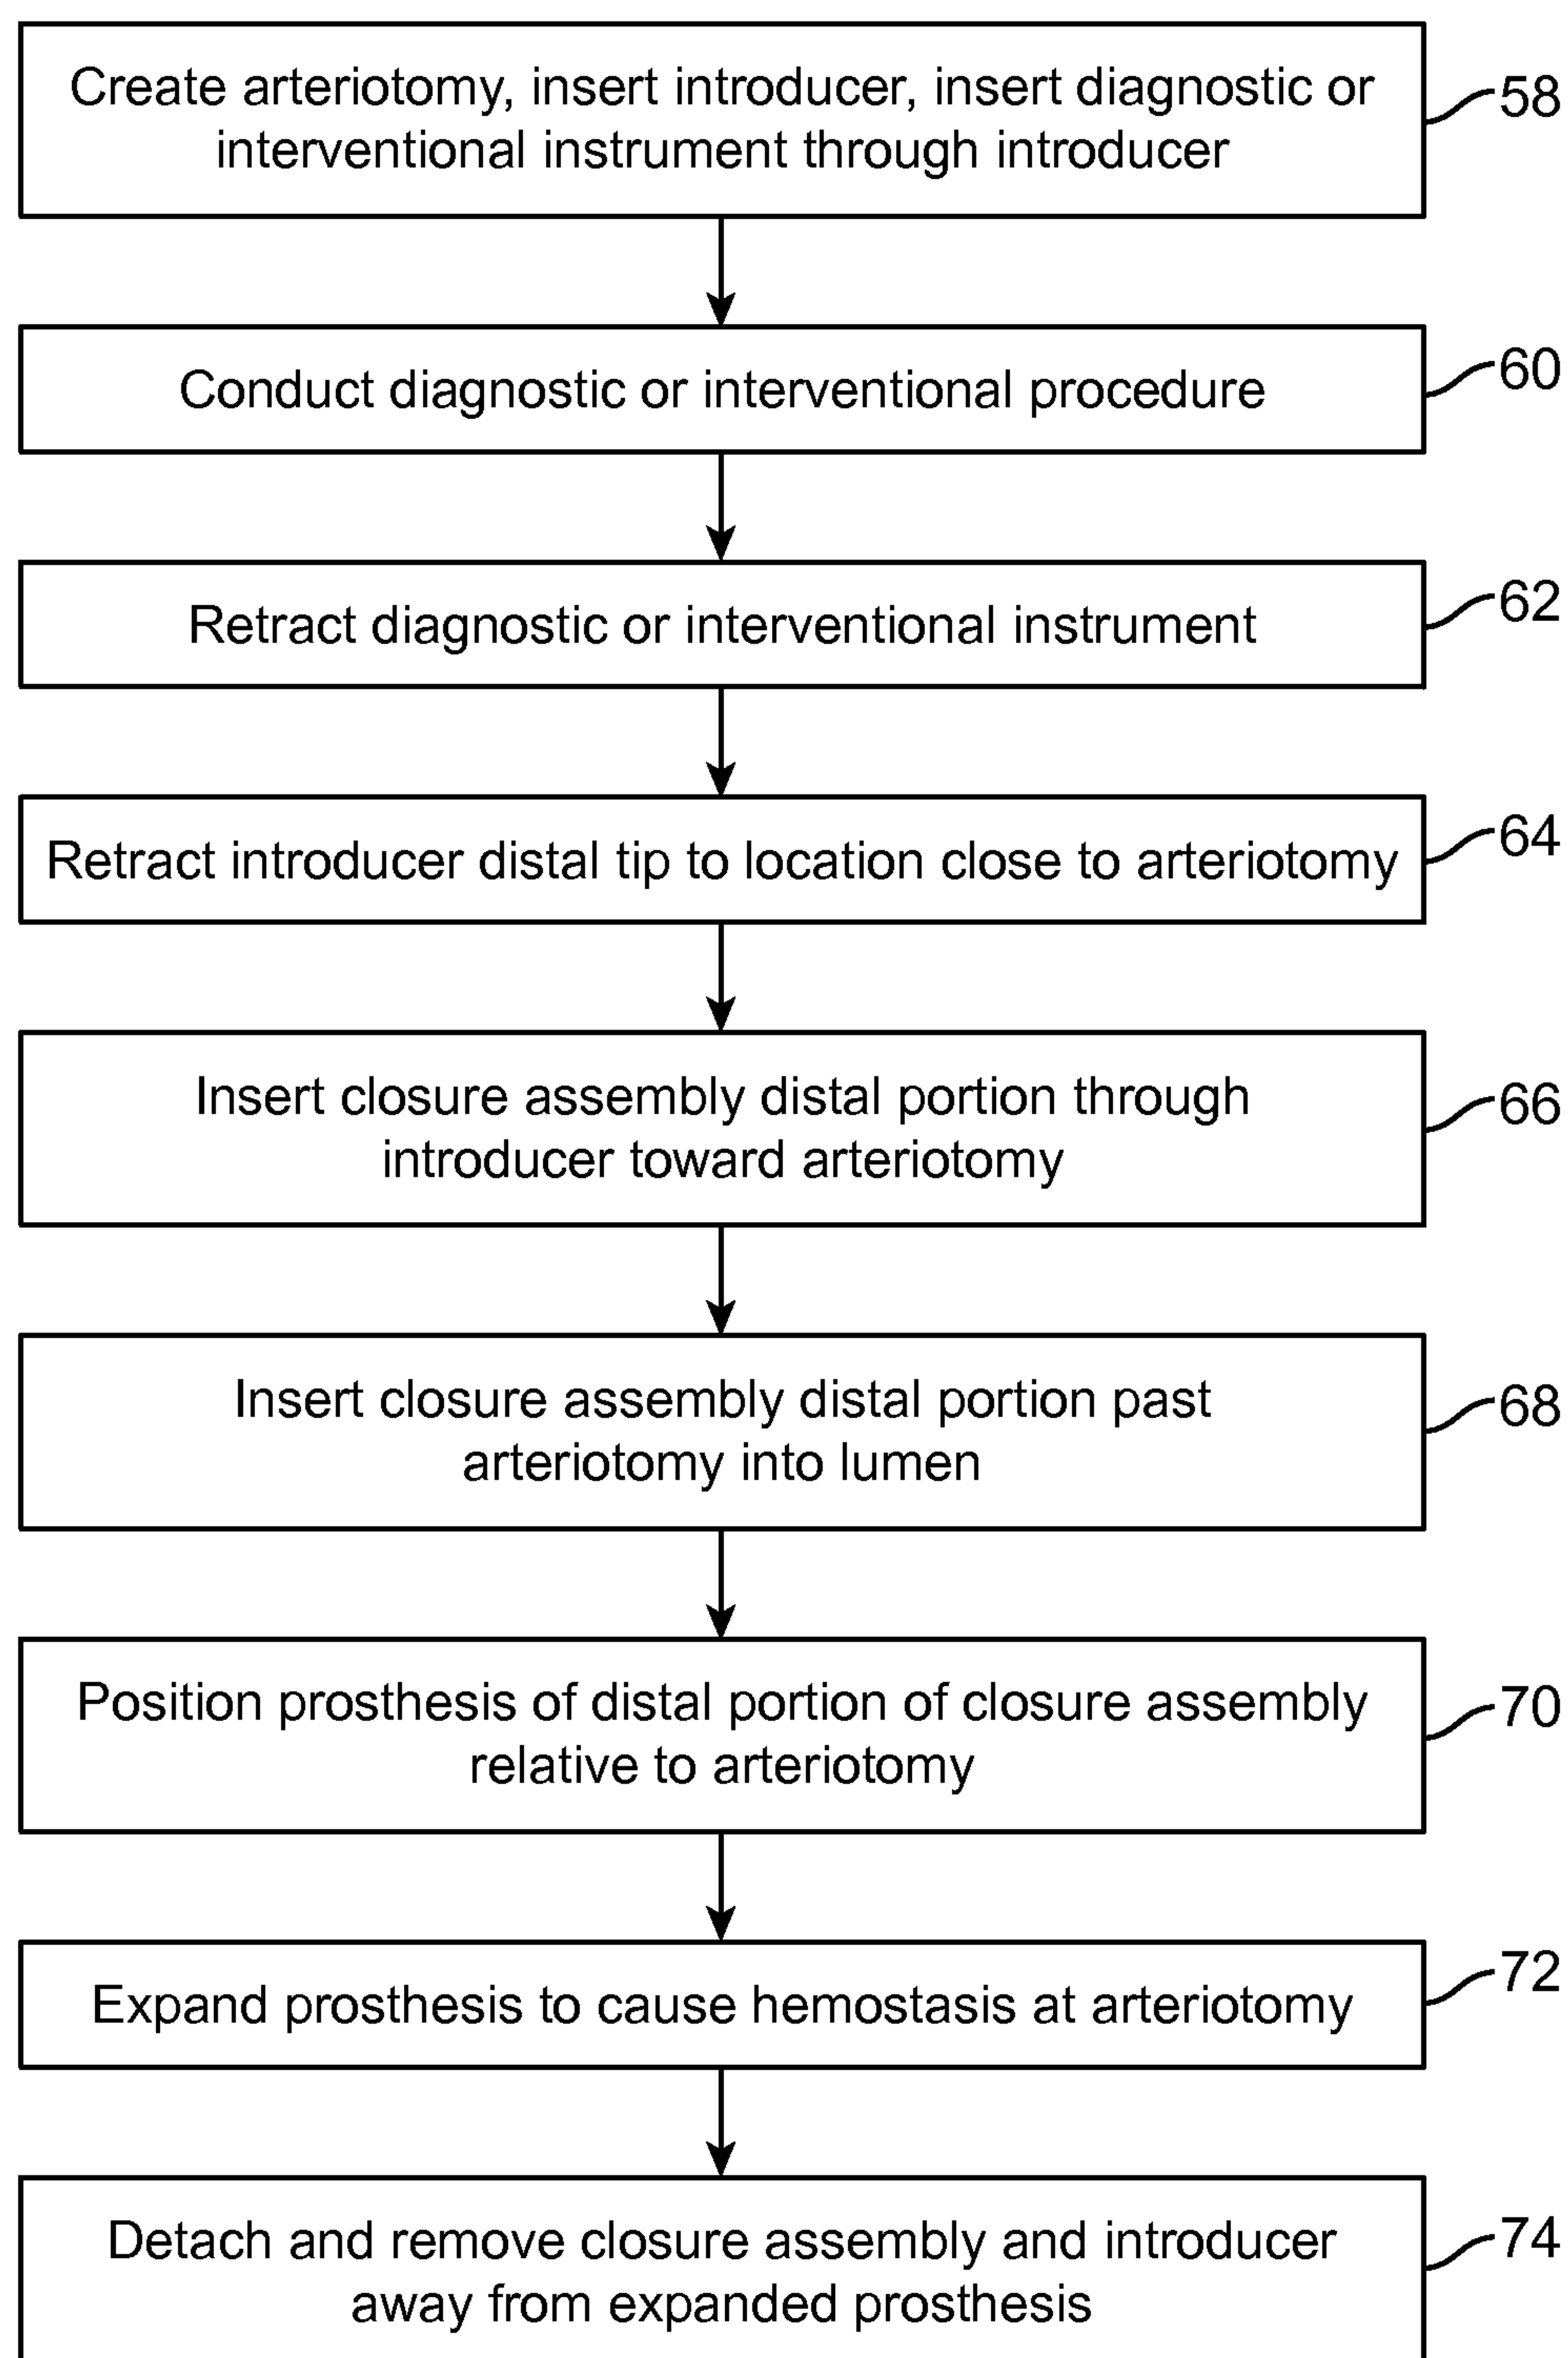 Create arteriotomy, insert introducer, insert diagnostic or
interventional instrument through introducer
58
Conduct diagnostic or interventional procedure
60
Retract diagnostic or interventional instrument
62
Retract introducer distal tip to location close to arteriotomy
64
Insert closure assembly distal portion through
introducer toward arteriotomy
66
Insert closure assembly distal portion past
arteriotomy into lumen
68
Position prosthesis of distal portion of closure assembly
relative to arteriotomy
70
Expand prosthesis to cause hemostasis at arteriotomy
72
Detach and remove closure assembly and introducer
away from expanded prosthesis
74